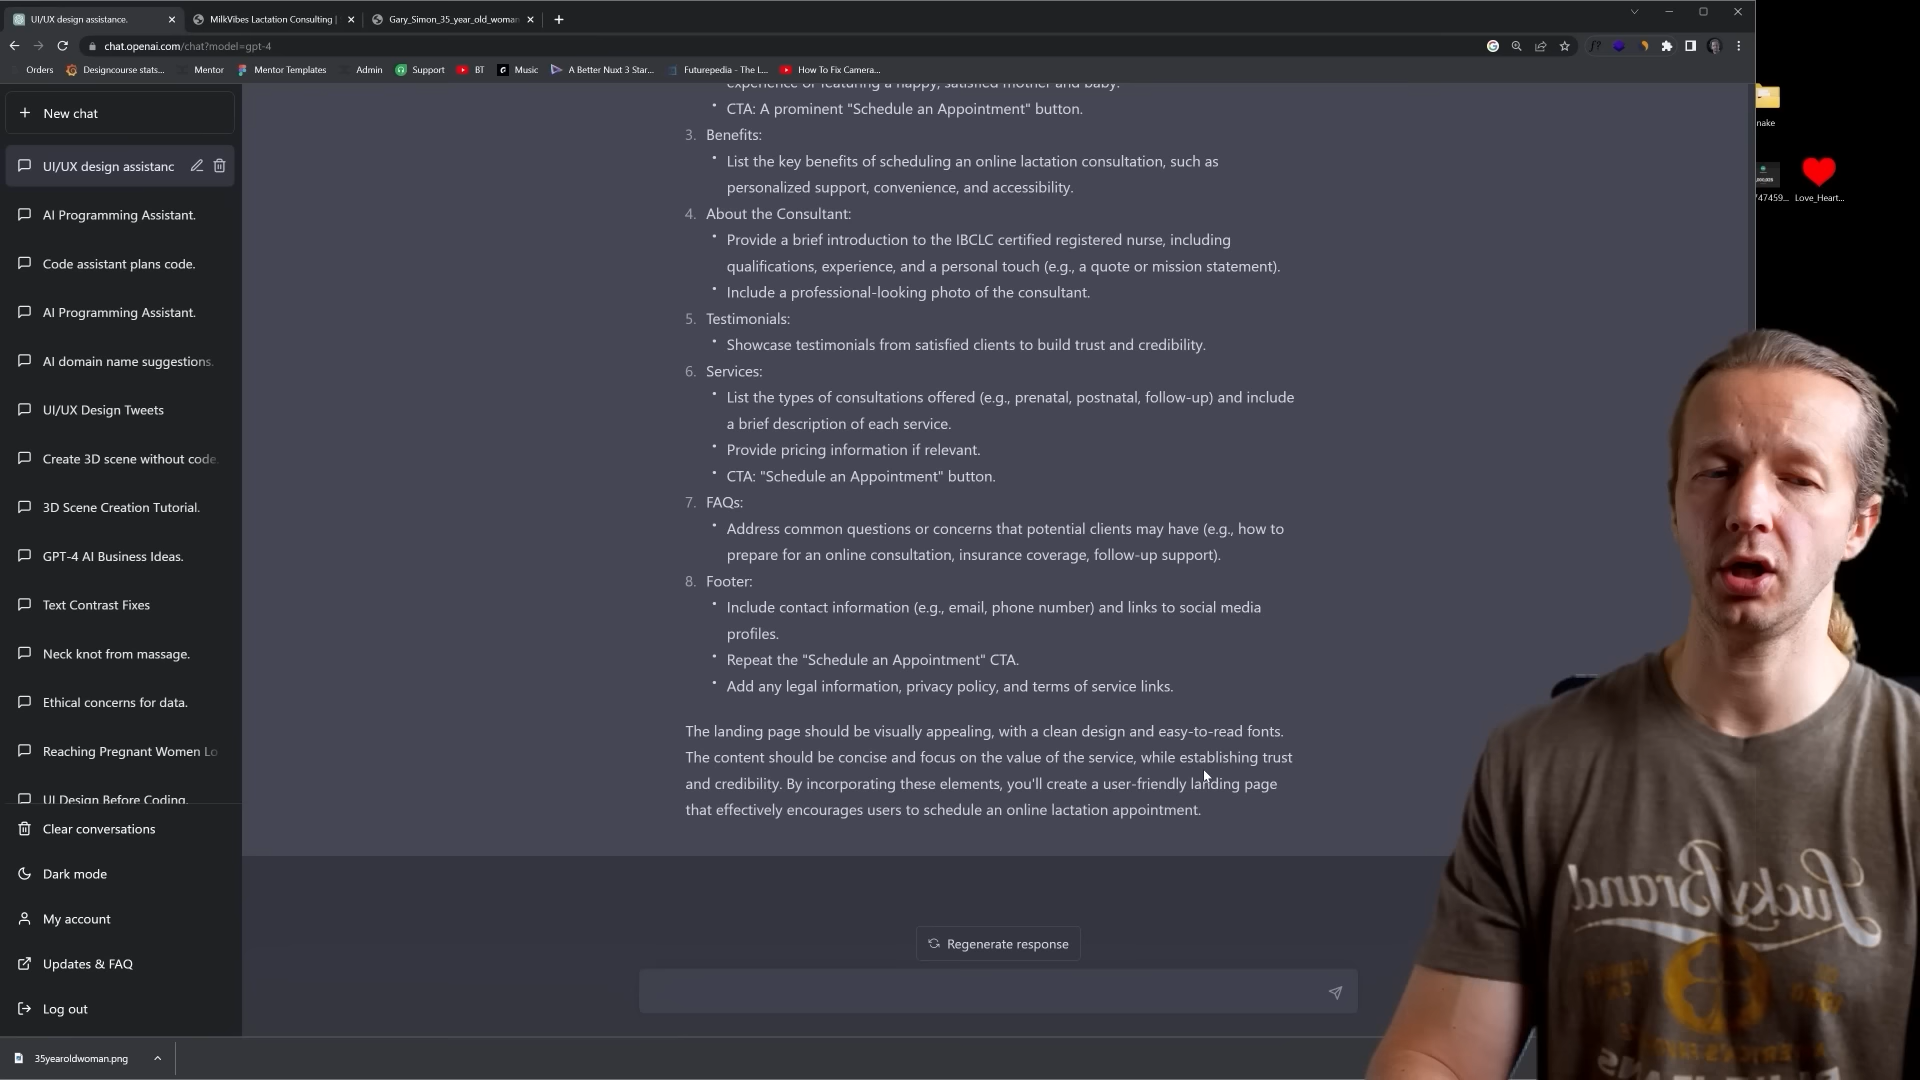 UI/UX design assistance.
MilkVibes Lactation Consulting |
Gary_Simon_35_year_old_woman
chat.openai.com/chat?model=gpt-4
Orders
Designcourse stats...
Mentor
Mentor Templates
Admin
Support
BT
Music
A Better Nuxt 3 Star...
Futurepedia - The L...
How To Fix Camera...
New chat
UI/UX design assistanc
AI Programming Assistant.
Code assistant plans code.
AI Programming Assistant.
AI domain name suggestions.
UI/UX Design Tweets
Create 3D scene without code.
3D Scene Creation Tutorial.
GPT-4 AI Business Ideas.
Text Contrast Fixes
Neck knot from massage.
Ethical concerns for data.
Reaching Pregnant Women Lo
UI Design Before Coding.
Clear conversations
Dark mode
My account
Updates & FAQ
Log out
experience or featuring a happy, satisfied mother and baby.
• CTA: A prominent "Schedule an Appointment" button.
3. Benefits:
• List the key benefits of scheduling an online lactation consultation, such as
personalized support, convenience, and accessibility.
4. About the Consultant:
• Provide a brief introduction to the IBCLC certified registered nurse, including
qualifications, experience, and a personal touch (e.g., a quote or mission statement).
• Include a professional-looking photo of the consultant.
5. Testimonials:
• Showcase testimonials from satisfied clients to build trust and credibility.
6. Services:
• List the types of consultations offered (e.g., prenatal, postnatal, follow-up) and include
a brief description of each service.
• Provide pricing information if relevant.
• CTA: "Schedule an Appointment" button.
7. FAQs:
• Address common questions or concerns that potential clients may have (e.g., how to
prepare for an online consultation, insurance coverage, follow-up support).
8. Footer:
• Include contact information (e.g., email, phone number) and links to social media
profiles.
• Repeat the "Schedule an Appointment" CTA.
• Add any legal information, privacy policy, and terms of service links.
The landing page should be visually appealing, with a clean design and easy-to-read fonts.
The content should be concise and focus on the value of the service, while establishing trust
and credibility. By incorporating these elements, you'll create a user-friendly landing page
that effectively encourages users to schedule an online lactation appointment.
Regenerate response
35yearoldwoman.png
nake
747459...
Love_Heart...
Lucky Brand